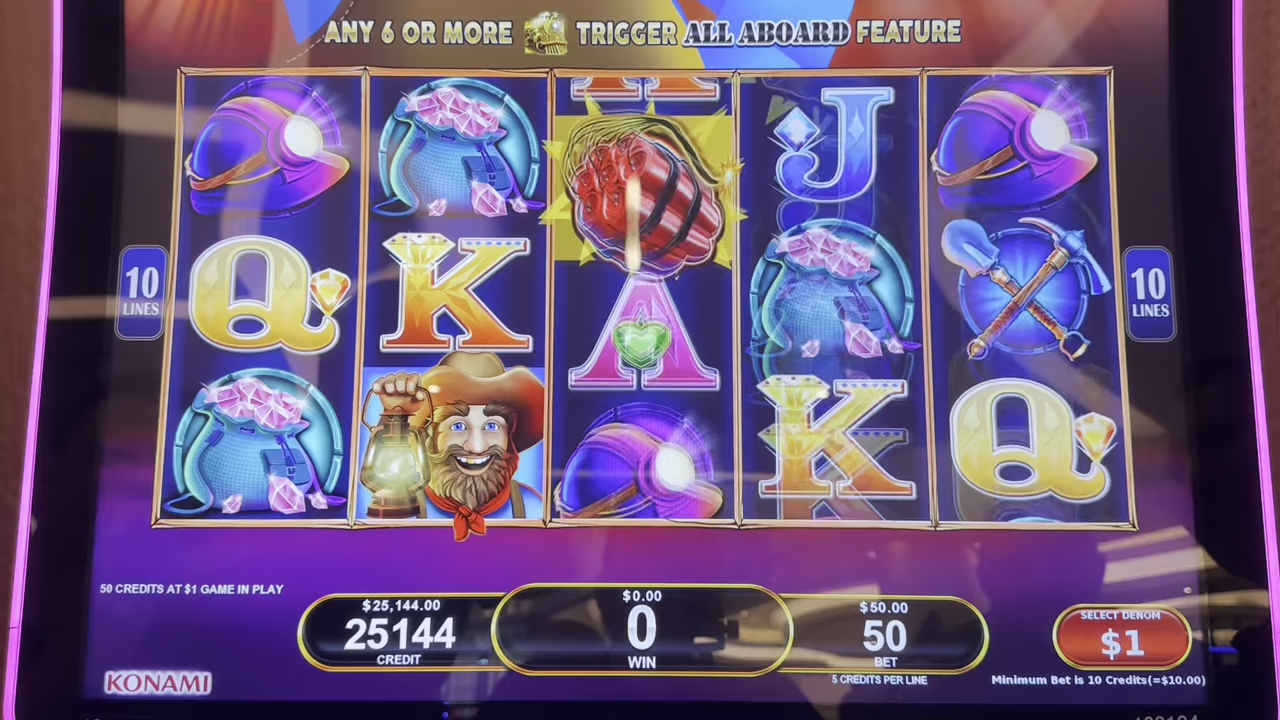 ANY 6 OR MORE TRIGGER ALL ABOARD FEATURE
J
Q
K
A
K
Q
10
LINES
10
LINES
50 CREDITS AT $1 GAME IN PLAY
$25,144.00
25144
CREDIT
$0.00
0
WIN
$50.00
50
BET
5 CREDITS PER LINE
SELECT DENOM
$1
Minimum Bet is 10 Credits(=$10.00)
KONAMI